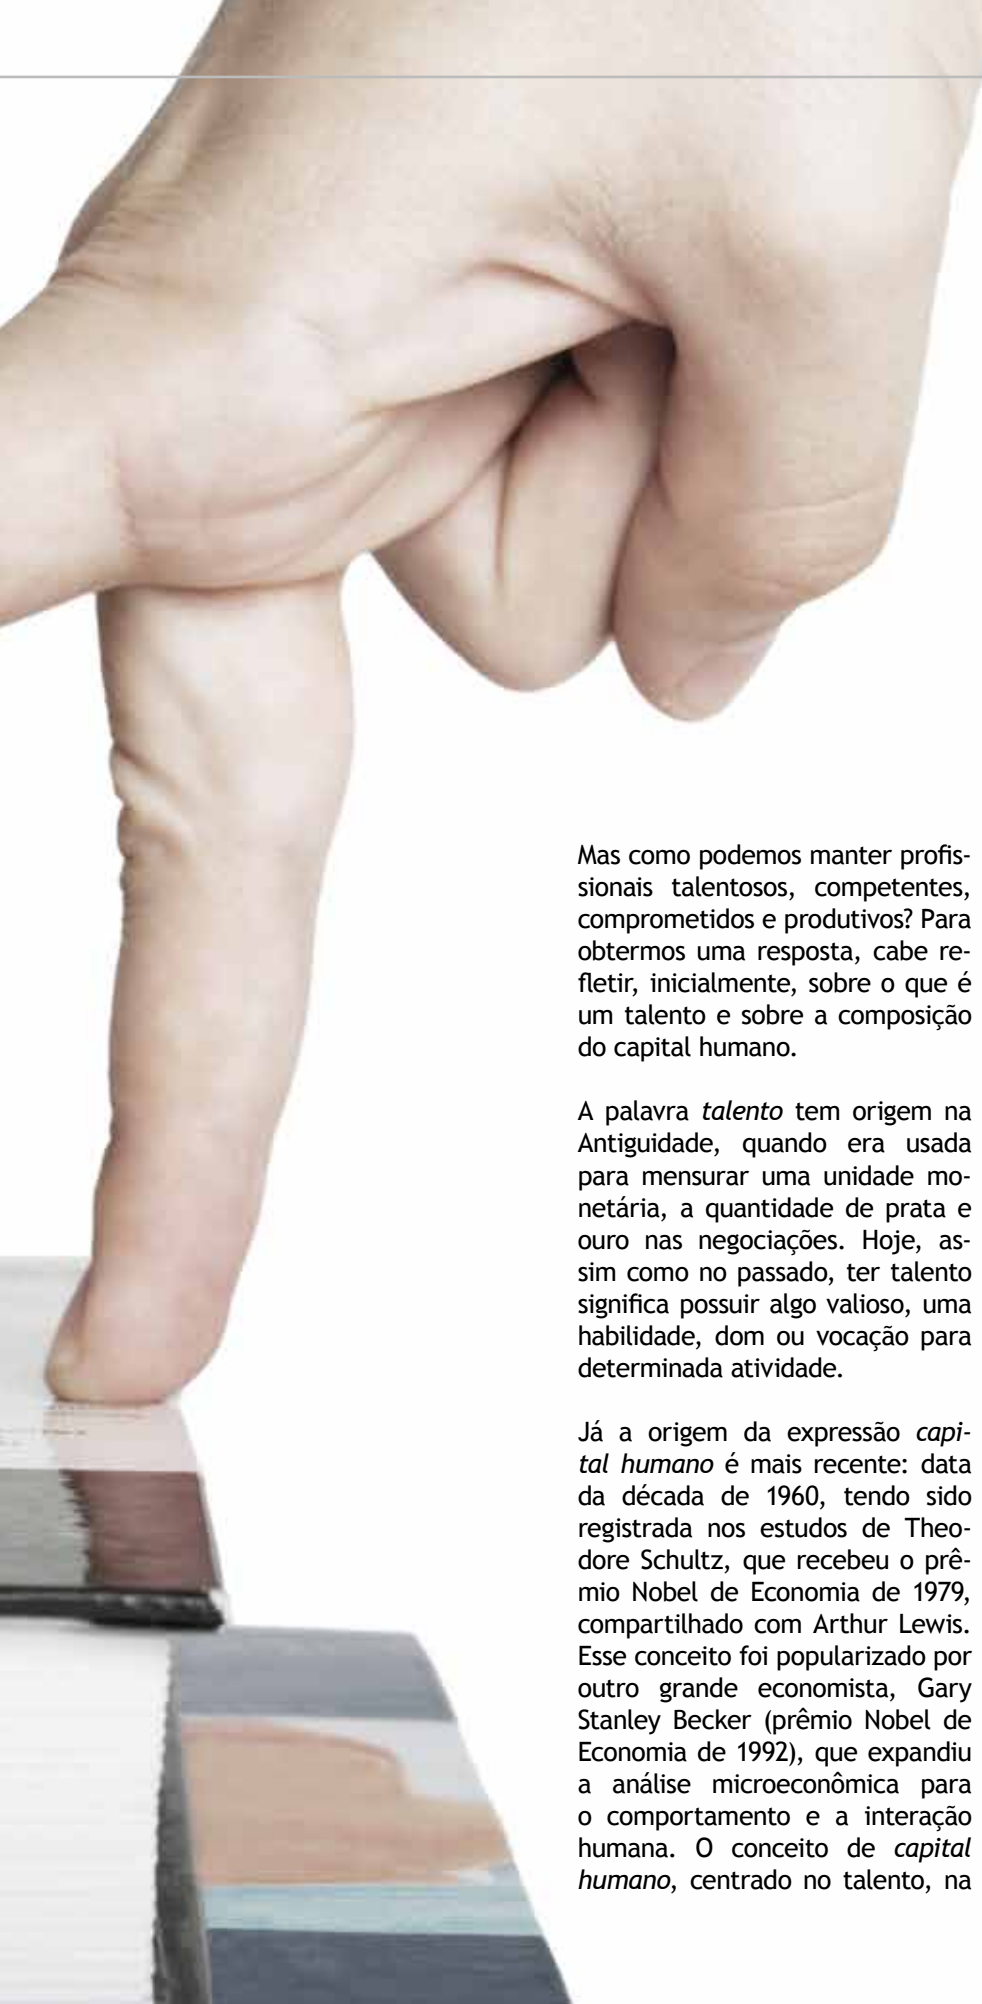 Mas como podemos manter profis-
sionais talentosos, competentes,
comprometidos e produtivos? Para
obtermos uma resposta, cabe re-
fletir, inicialmente, sobre o que é
um talento e sobre a composição
do capital humano.

A palavra talento tem origem na
Antiguidade, quando era usada
para mensurar uma unidade mo-
netária, a quantidade de prata e
ouro nas negociações. Hoje, as-
sim como no passado, ter talento
significa possuir algo valioso, uma
habilidade, dom ou vocação para
determinada atividade.

Já a origem da expressão capi-
tal humano é mais recente: data
da década de 1960, tendo sido
registrada nos estudos de Theo-
dore Schultz, que recebeu o prê-
mio Nobel de Economia de 1979,
compartilhado com Arthur Lewis.
Esse conceito foi popularizado por
outro grande economista, Gary
Stanley Becker (prêmio Nobel de
Economia de 1992), que expandiu
a análise microeconômica para
o comportamento e a interação
humana. O conceito de capital
humano, centrado no talento, na